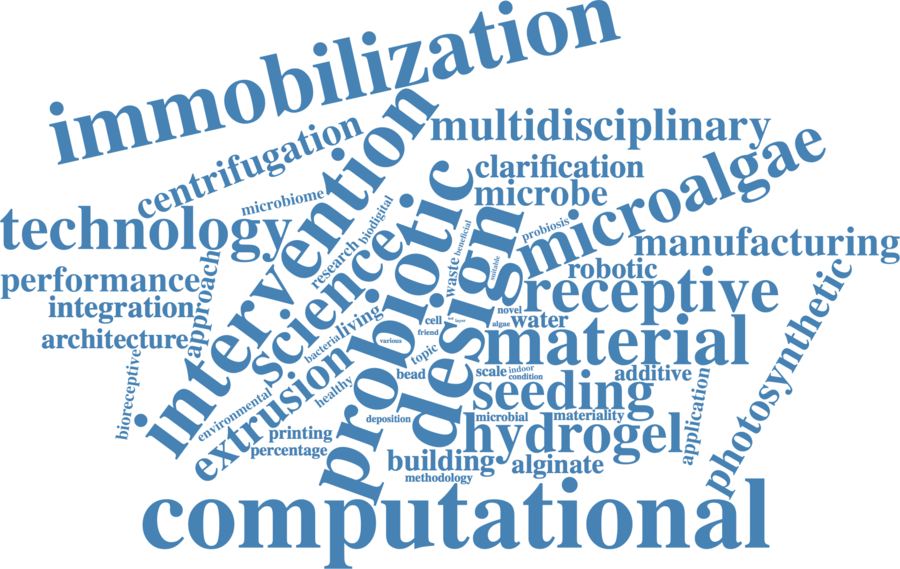 immobilization
intervention
centrifugation
multidisciplinary
clarification
microbe
microalgae
microbiome
technology
biodigital
research
science
probiotic
design
beneficial
waste
suitable
probiosis
manufacturing
robotic
receptive
performance
integration
architecture
approach
living
bacteria
various
cell
friend
novel
algae
water
material
photosynthetic
topic
bead
scale
indoor
condition
additive
seeding
application
bioreceptive
environmental
extrusion
healthy
deposition
microbial
materiality
hydrogel
printing
percentage
building
alginate
methodology
computational